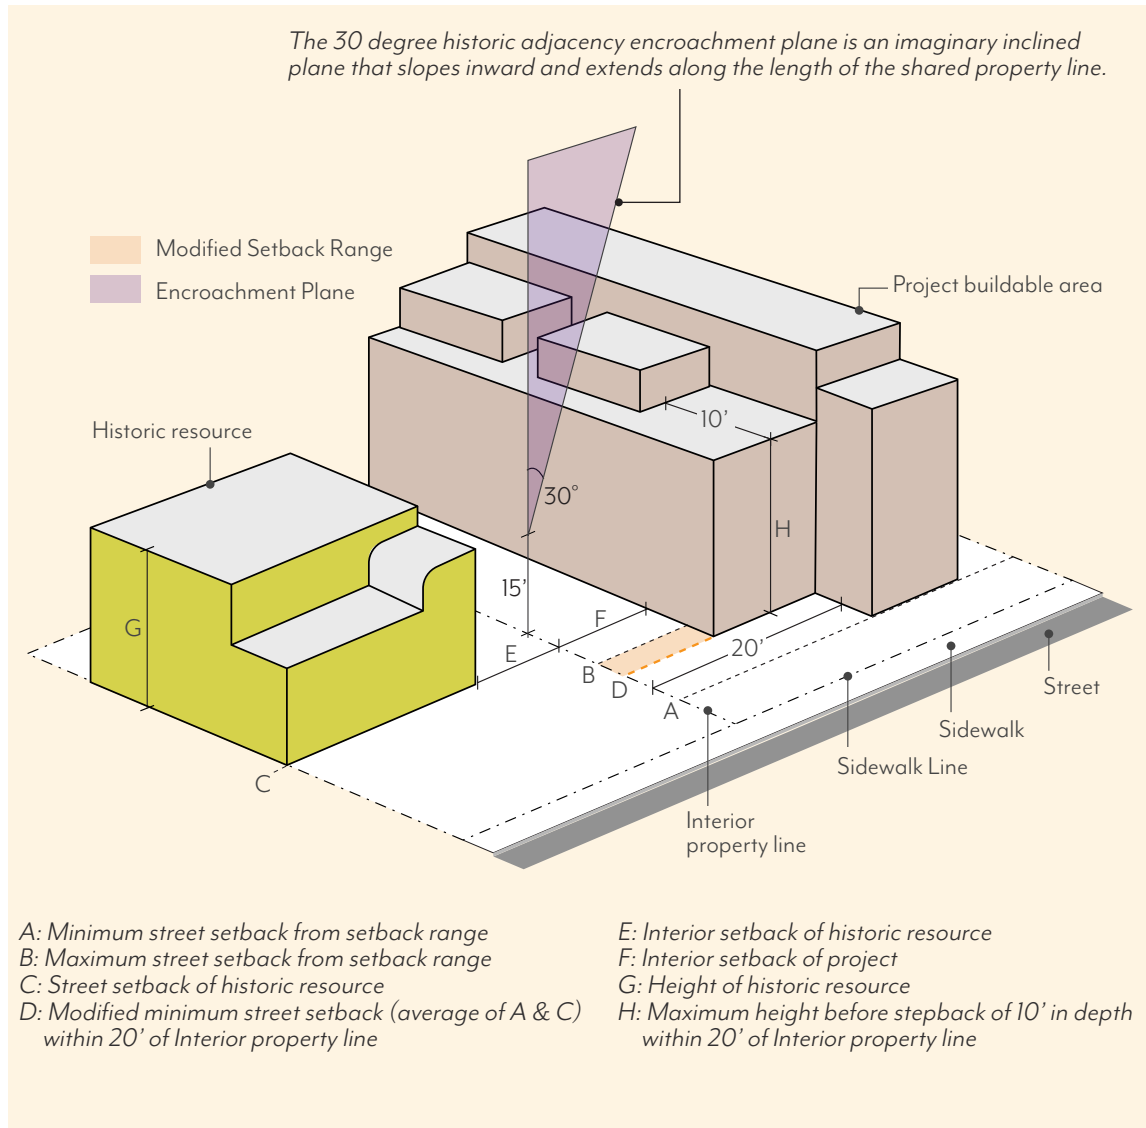 The 30 degree historic adjacency encroachment plane is an imaginary inclined
plane that slopes inward and extends along the length of the shared property line.
Modified Setback Range
Encroachment Plane
Project buildable area
Historic resource
10’
30°
H
15’
G
F
E
20’
B
D
A
C
Street
Sidewalk
Sidewalk Line
Interior
property line
A: Minimum street setback from setback range
B: Maximum street setback from setback range
C: Street setback of historic resource
D: Modified minimum street setback (average of A & C)
within 20’ of Interior property line
E: Interior setback of historic resource
F: Interior setback of project
G: Height of historic resource
H: Maximum height before stepback of 10’ in depth
within 20’ of Interior property line